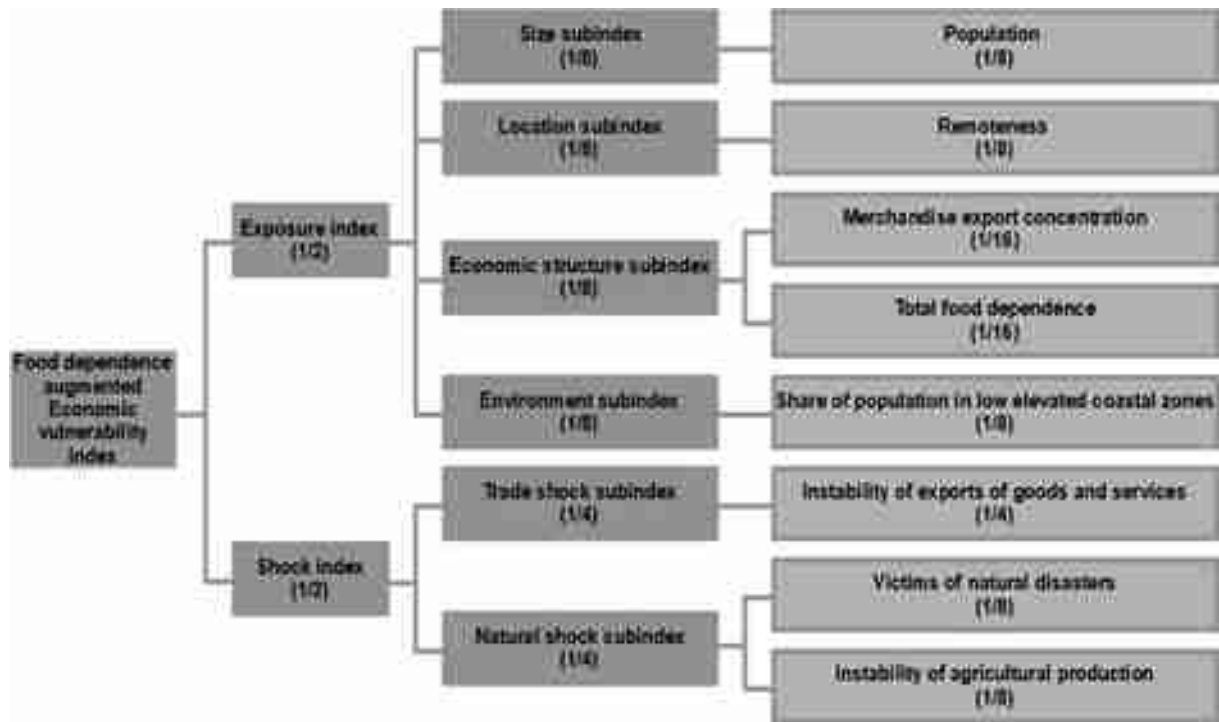 Food dependence
augmented
Economic
vulnerability
index
Exposure index
(1/2)
Shock index
(1/2)
Size subindex
(1/8)
Location subindex
(1/8)
Economic structure subindex
(1/8)
Environment subindex
(1/8)
Trade shock subindex
(1/4)
Natural shock subindex
(1/4)
Population
(1/8)
Remoteness
(1/8)
Merchandise export concentration
(1/16)
Total food dependence
(1/16)
Share of population in low elevated coastal zones
(1/8)
Instability of exports of goods and services
(1/4)
Victims of natural disasters
(1/8)
Instability of agricultural production
(1/8)